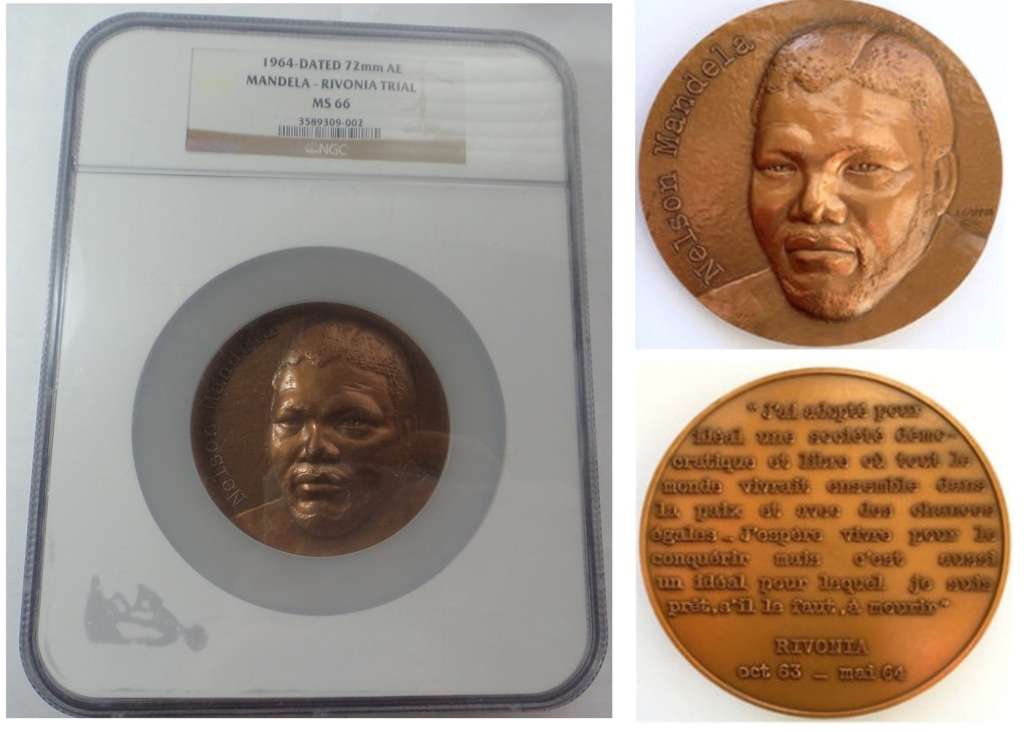 1964-DATED 72mm AE
MANDELA - RIVONIA TRIAL
MS 66
3589309-002
NGC
Nelson Mandela
Nelson Mandela
"J'ai adopté pour
idéal une société démo-
cratique et libre où tout le
monde vivrait ensemble dans
la paix et avec des chances
égales _ J'espère vivre pour le
conquérir mais c'est aussi
un idéal pour lequel je suis
prêt,s'il le faut,à mourir"
RIVONIA
oct 63 _ mai 64